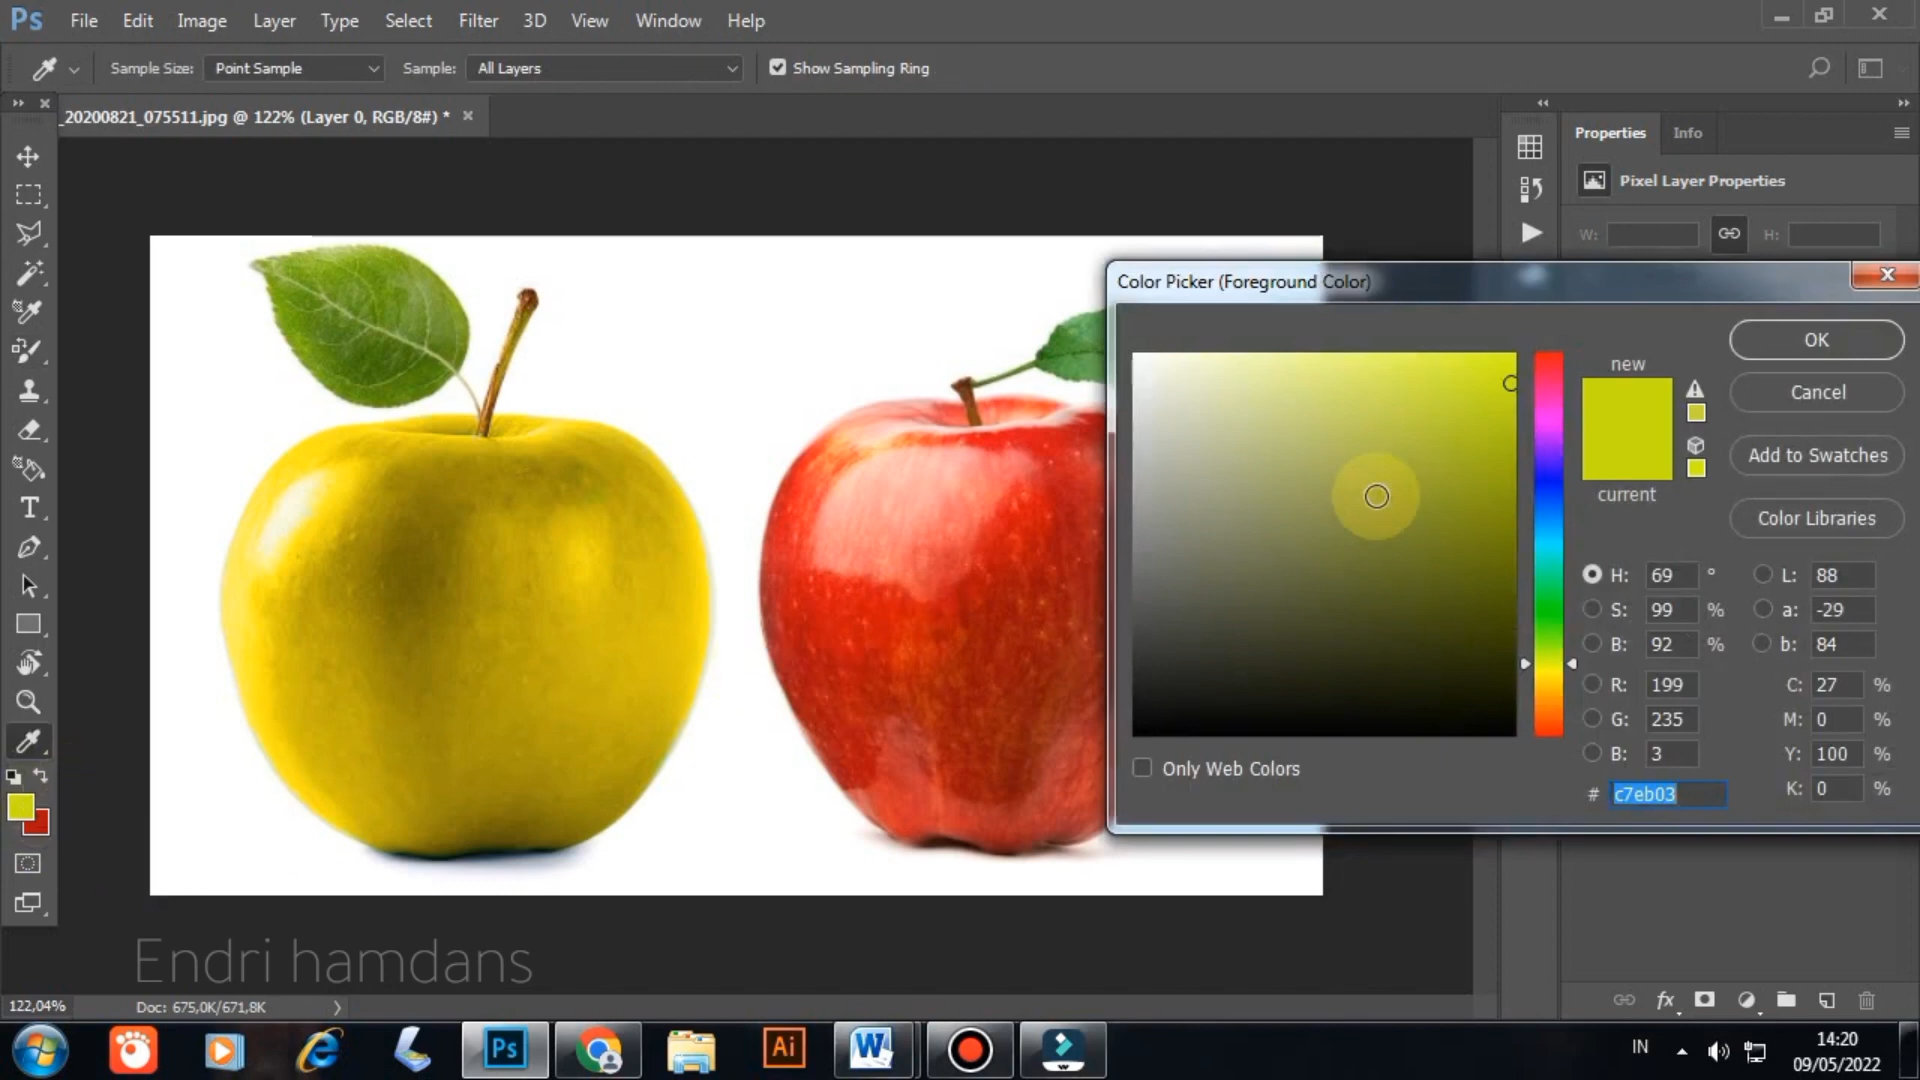 Ps File Edit Image Layer Type Select Filter 3D View Window Help
Sample Size: Point Sample Sample: All Layers Show Sampling Ring
_20200821_075511.jpg @ 122% (Layer 0, RGB/8#) *
Properties Info
Pixel Layer Properties
W: H:
Color Picker (Foreground Color)
new
current
OK
Cancel
Add to Swatches
Color Libraries
H: 69 ° L: 88
S: 99 % a: -29
B: 92 % b: 84
R: 199 C: 27 %
G: 235 M: 0 %
B: 3 Y: 100 %
# c7eb03 K: 0 %
Only Web Colors
T
Endri hamdans
122,04% Doc: 675,0K/671,8K
fx
Ps Ai W IN 14:20
09/05/2022